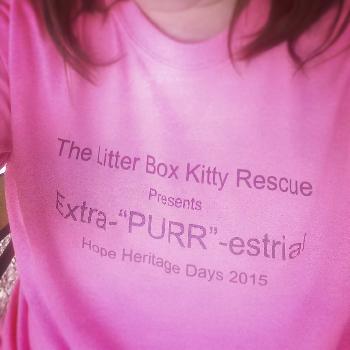 The Litter Box Kitty Rescue
Presents
Extra-“PURR”-estrial
Hope Heritage Days 2015